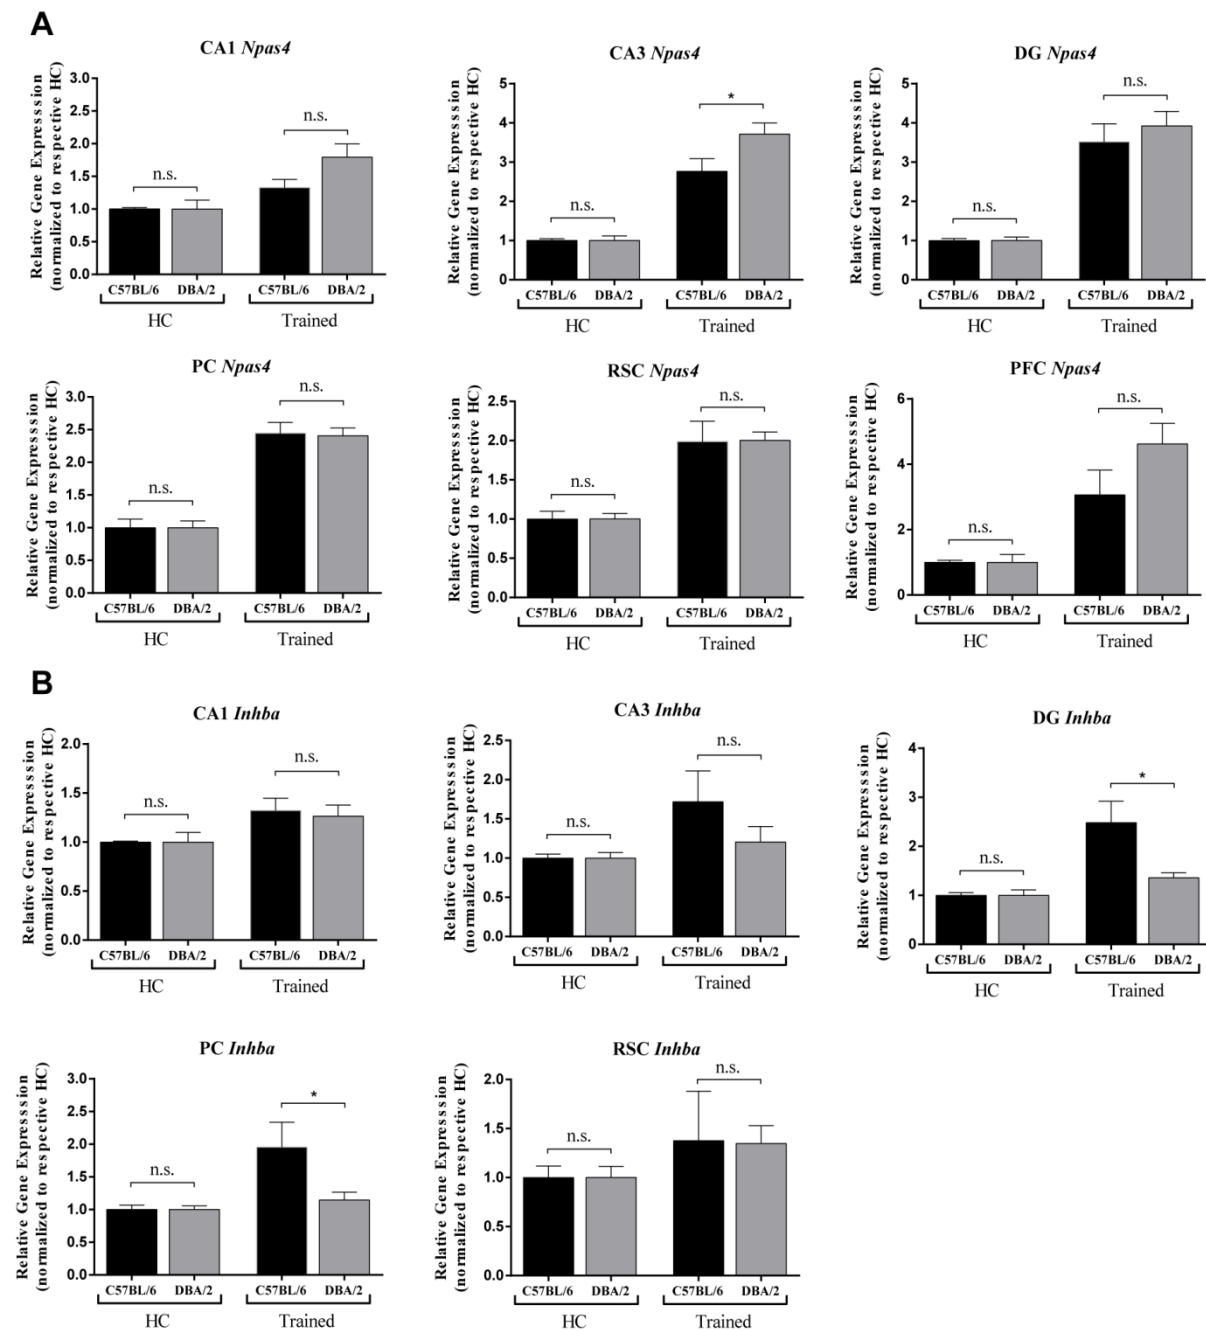 A
CA1 Npas4
Relative Gene Expresssion
(normalized to respective HC)
3.0
2.5
2.0
1.5
1.0
0.5
0.0
n.s.
n.s.
C57BL/6 DBA/2 C57BL/6 DBA/2
HC Trained
CA3 Npas4
Relative Gene Expresssion
(normalized to respective HC)
5
4
3
2
1
0
n.s.
*
C57BL/6 DBA/2 C57BL/6 DBA/2
HC Trained
DG Npas4
Relative Gene Expresssion
(normalized to respective HC)
5
4
3
2
1
0
n.s.
n.s.
C57BL/6 DBA/2 C57BL/6 DBA/2
HC Trained
PC Npas4
Relative Gene Expresssion
(normalized to respective HC)
3.0
2.5
2.0
1.5
1.0
0.5
0.0
n.s.
n.s.
C57BL/6 DBA/2 C57BL/6 DBA/2
HC Trained
RSC Npas4
Relative Gene Expresssion
(normalized to respective HC)
2.5
2.0
1.5
1.0
0.5
0.0
n.s.
n.s.
C57BL/6 DBA/2 C57BL/6 DBA/2
HC Trained
PFC Npas4
Relative Gene Expresssion
(normalized to respective HC)
6
4
2
0
n.s.
n.s.
C57BL/6 DBA/2 C57BL/6 DBA/2
HC Trained
B
CA1 Inhba
Relative Gene Expresssion
(normalized to respective HC)
2.0
1.5
1.0
0.5
0.0
n.s.
n.s.
C57BL/6 DBA/2 C57BL/6 DBA/2
HC Trained
CA3 Inhba
Relative Gene Expresssion
(normalized to respective HC)
2.5
2.0
1.5
1.0
0.5
0.0
n.s.
n.s.
C57BL/6 DBA/2 C57BL/6 DBA/2
HC Trained
DG Inhba
Relative Gene Expresssion
(normalized to respective HC)
4
3
2
1
0
n.s.
*
C57BL/6 DBA/2 C57BL/6 DBA/2
HC Trained
PC Inhba
Relative Gene Expresssion
(normalized to respective HC)
3.0
2.5
2.0
1.5
1.0
0.5
0.0
n.s.
*
C57BL/6 DBA/2 C57BL/6 DBA/2
HC Trained
RSC Inhba
Relative Gene Expresssion
(normalized to respective HC)
2.0
1.5
1.0
0.5
0.0
n.s.
n.s.
C57BL/6 DBA/2 C57BL/6 DBA/2
HC Trained